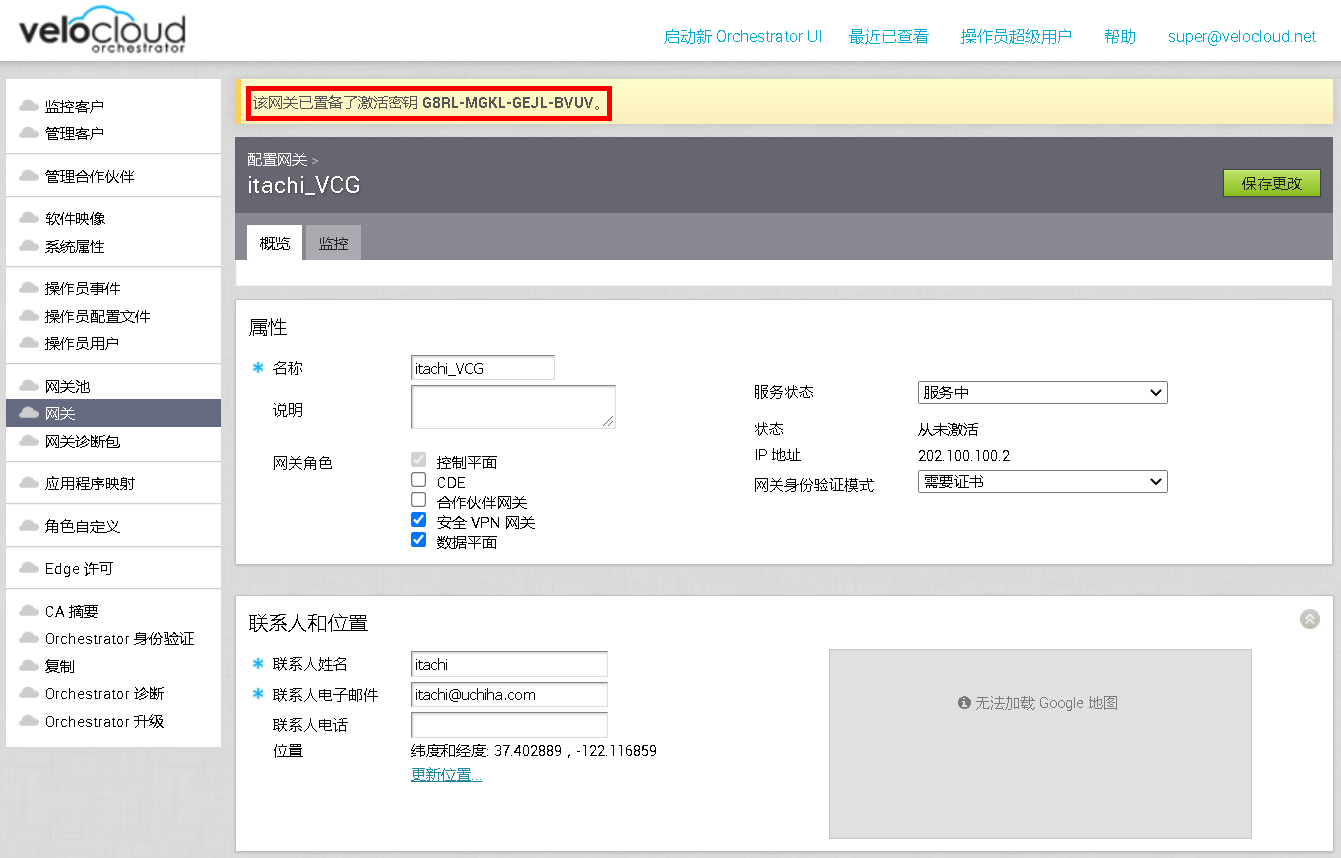 velocloud
orchestrator
启动新 Orchestrator UI 最近已查看 操作员超级用户 帮助 super@velocloud.net
监控客户
管理客户
管理合作伙伴
软件映像
系统属性
操作员事件
操作员配置文件
操作员用户
网关池
网关
网关诊断包
应用程序映射
角色自定义
Edge 许可
CA 摘要
Orchestrator 身份验证
复制
Orchestrator 诊断
Orchestrator 升级
该网关已置备了激活密钥 G8RL-MGKL-GEJL-BVUV。
配置网关 >
itachi_VCG
保存更改
概览 监控
属性
* 名称 itachi_VCG
说明
网关角色
控制平面
CDE
合作伙伴网关
安全 VPN 网关
数据平面
服务状态 服务中
状态 从未激活
IP 地址 202.100.100.2
网关身份验证模式 需要证书
联系人和位置
* 联系人姓名 itachi
* 联系人电子邮件 itachi@uchiha.com
联系人电话
位置 纬度和经度: 37.402889 , -122.116859
更新位置...
无法加载 Google 地图